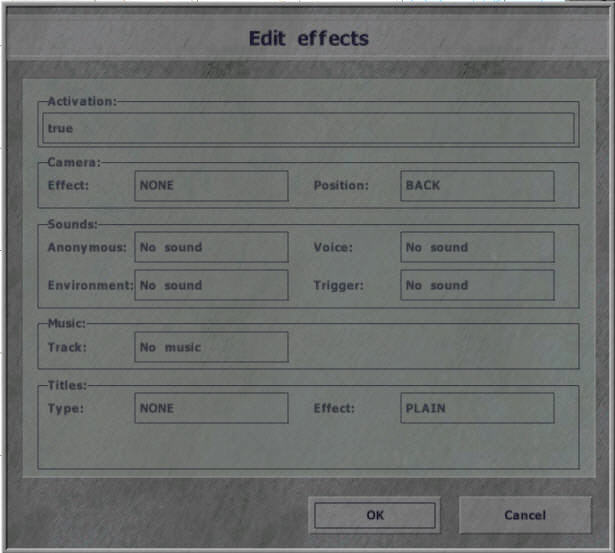 Edit effects
Activation:
true
Camera:
Effect: NONE Position: BACK
Sounds:
Anonymous: No sound Voice: No sound
Environment: No sound Trigger: No sound
Music:
Track: No music
Titles:
Type: NONE Effect: PLAIN
OK Cancel